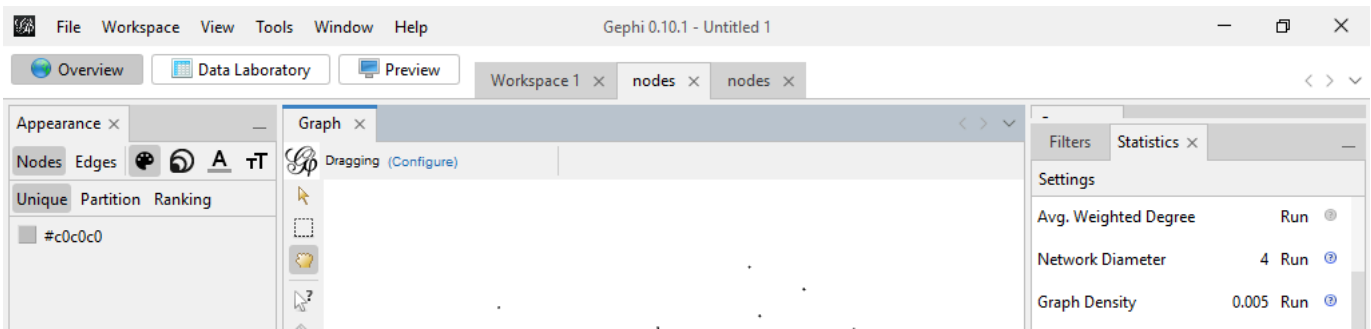 File Workspace View Tools Window Help Gephi 0.10.1 - Untitled 1
Overview Data Laboratory Preview Workspace 1 nodes nodes
Appearance Graph
Filters Statistics
Nodes Edges A TT Dragging (Configure)
Settings
Unique Partition Ranking
Avg. Weighted Degree Run
#c0c0c0
Network Diameter 4 Run
Graph Density 0.005 Run